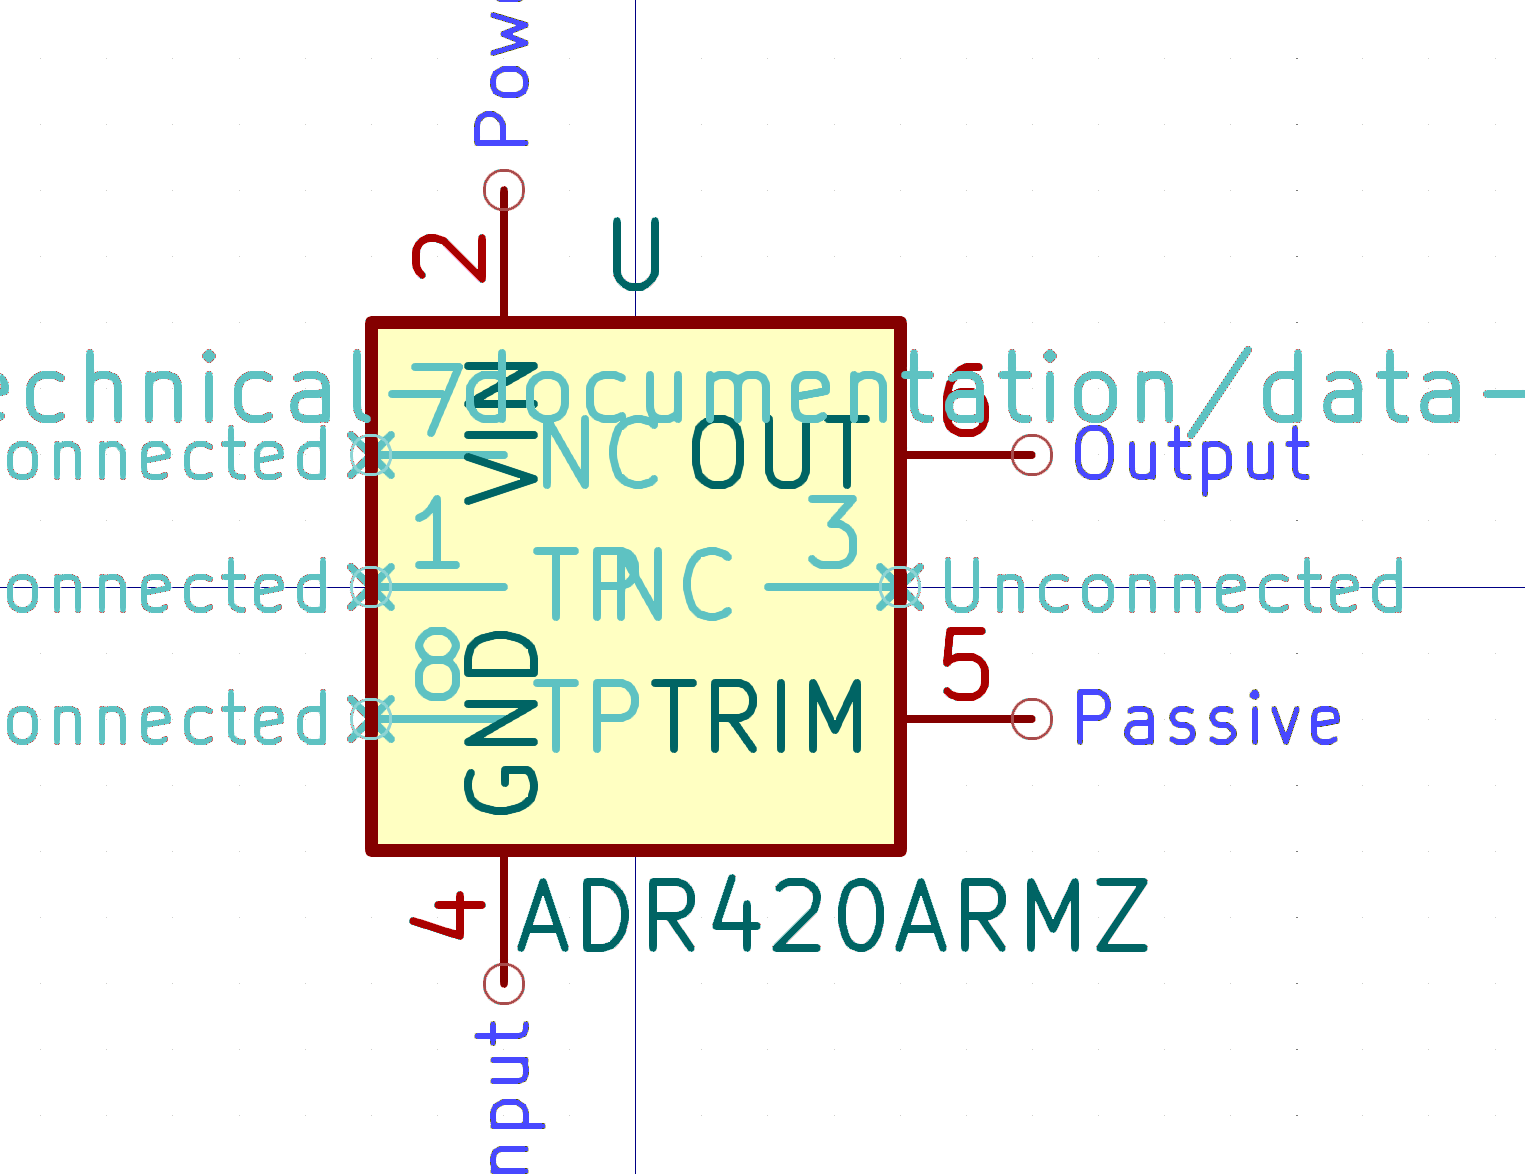 2
U
VIN
7
echnical-documentation/data-
6
NC
OUT
Output
onnected
1
3
TP
NC
onnected
Unconnected
8
5
GND
TP
TRIM
Passive
onnected
4
ADR420ARMZ
nput
Powe